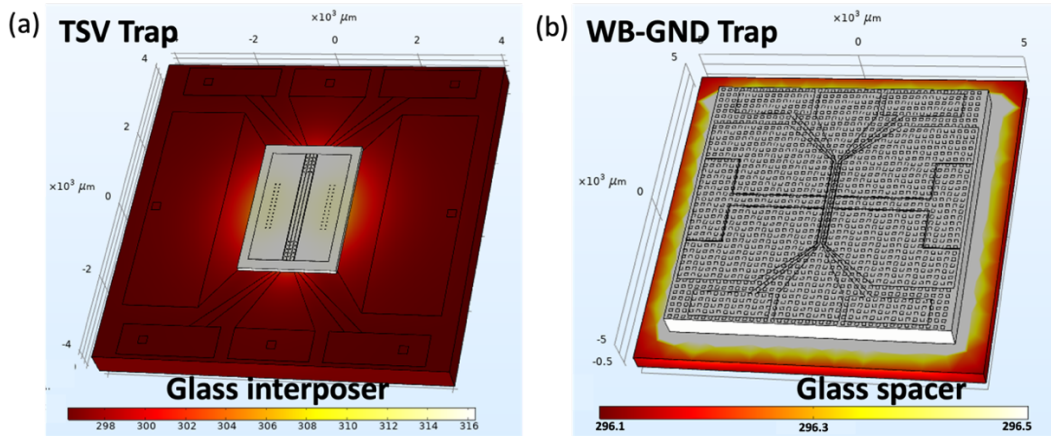 (a) TSV Trap
×10³ μm
-2 0 2 4
4
2
×10³ μm
0
-2
-4
Glass interposer
298 300 302 304 306 308 310 312 314 316
(b) WB-GND Trap
×10³ μm
0 5
5
×10³ μm
0
-5
-0.5
Glass spacer
296.1 296.3 296.5